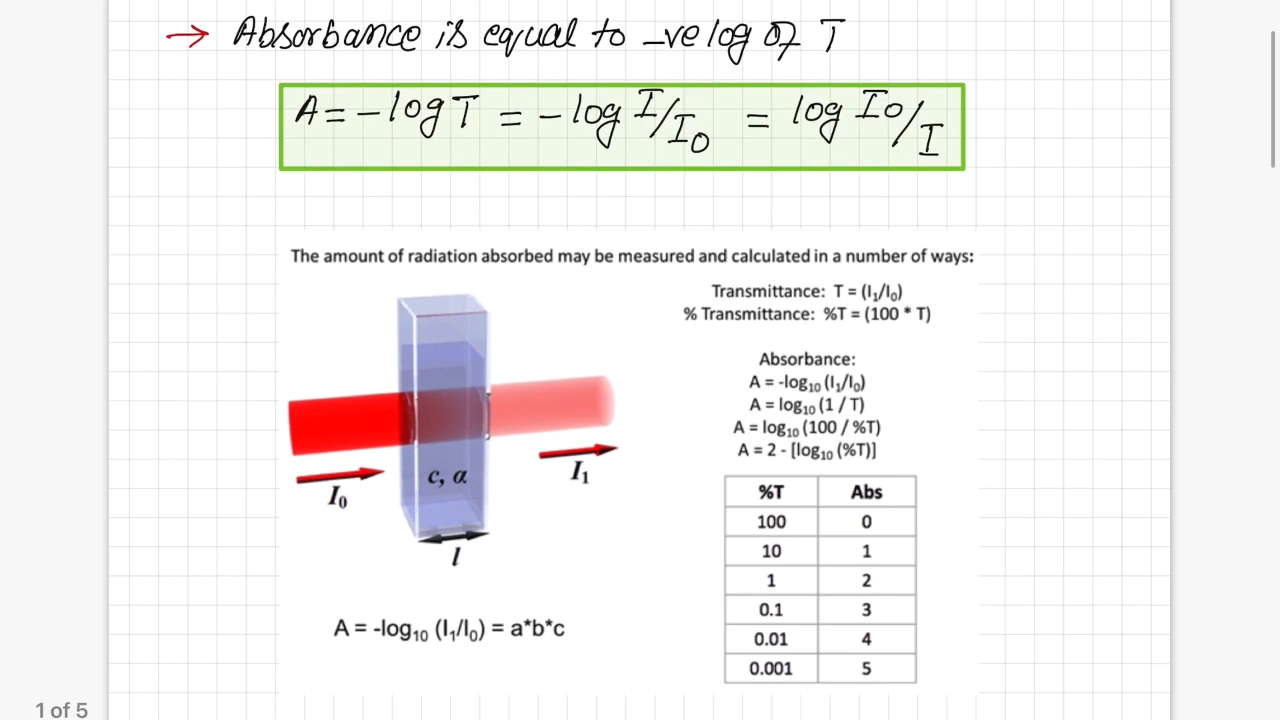 → Absorbance is equal to -ve log of T
A = -log T = -log I/I₀ = log I₀/I
The amount of radiation absorbed may be measured and calculated in a number of ways:
Transmittance: T = (I₁/I₀)
% Transmittance: %T = (100 * T)
Absorbance:
A = -log₁₀ (I₁/I₀)
A = log₁₀ (1 / T)
A = log₁₀ (100 / %T)
A = 2 - [log₁₀ (%T)]
I₀
c, α
I₁
l
A = -log₁₀ (I₁/I₀) = a*b*c
%T Abs
100 0
10 1
1 2
0.1 3
0.01 4
0.001 5
1 of 5